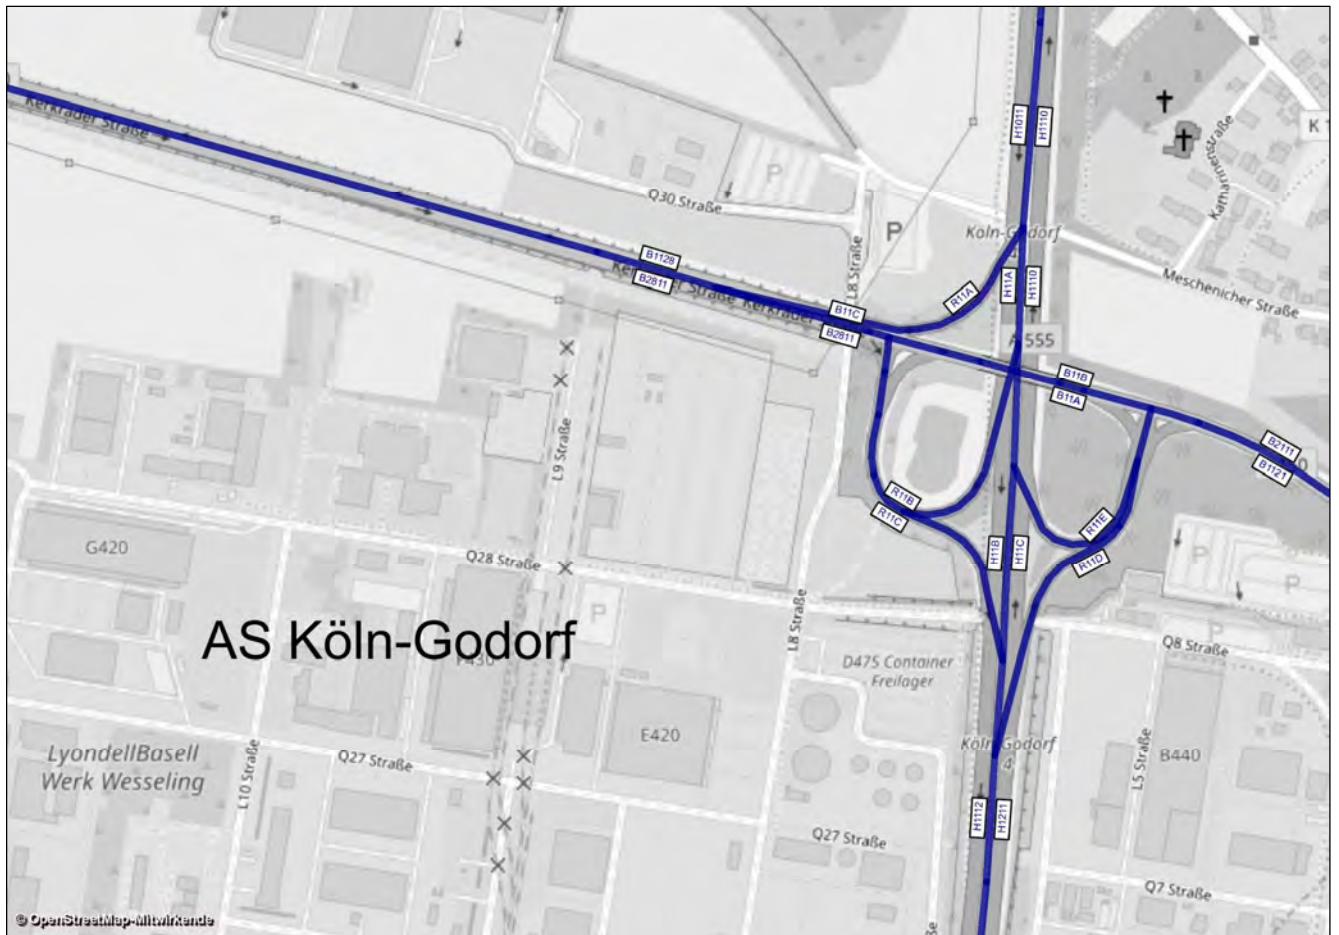 Kerkrader Straße
H1011
H1110
K 1
Katharinenstraße
Q30 Straße
P
P
Köln-Godorf
Meschenicher Straße
B1128
B2811
Kerkrader Straße
Kerkrader
L8 Straße
R11A
H11A
H1110
B11C
B2811
A 555
B11B
B11A
B2111
B1121
L9 Straße
R11B
R11C
R11E
R11D
H11B
H11C
G420
Q28 Straße
P
P
P
P
L8 Straße
Q8 Straße
AS Köln-Godorf
F430
D475 Container
Freilager
E420
Köln-Godorf
4
B440
L5 Straße
LyondellBasell
Werk Wesseling
L10 Straße
Q27 Straße
H1112
H1211
Q27 Straße
Q7 Straße
© OpenStreetMap-Mitwirkende